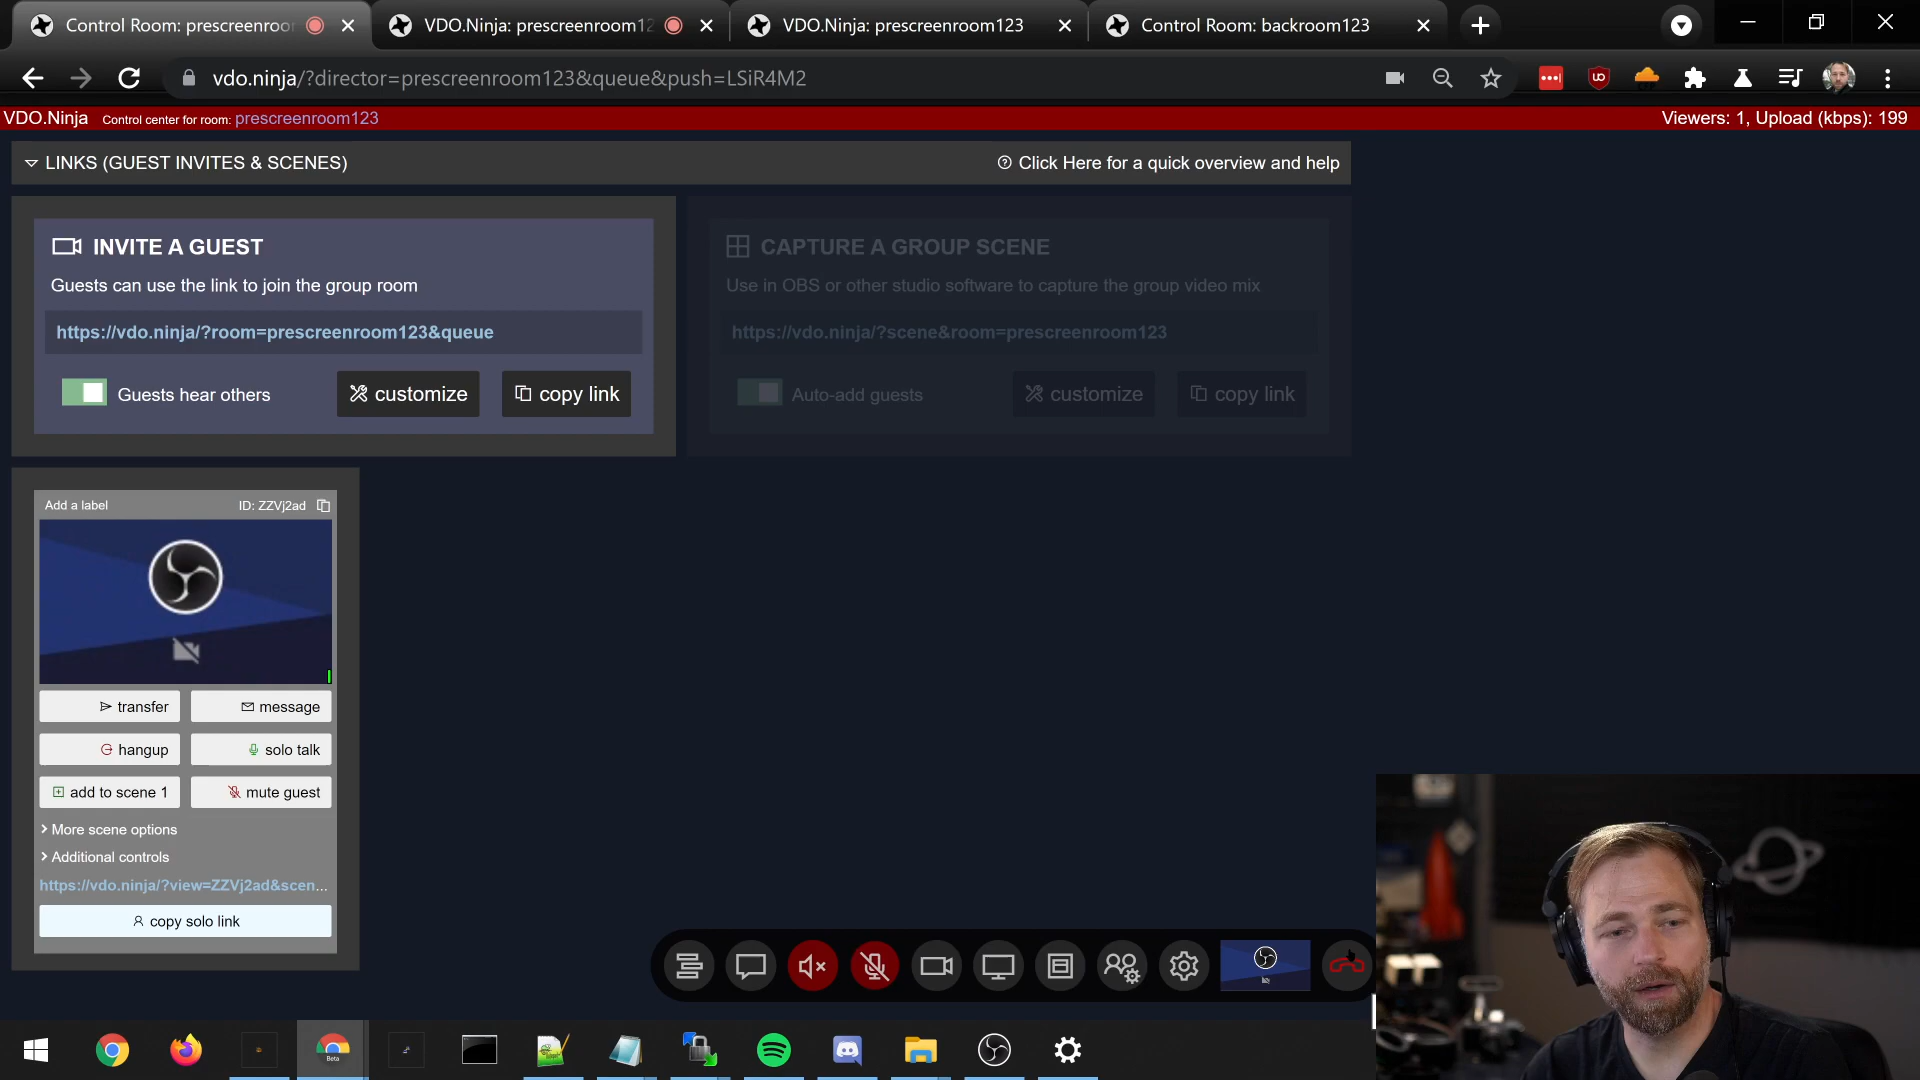 Control Room: prescreenroo
VDO.Ninja: prescreenroom12
VDO.Ninja: prescreenroom123
Control Room: backroom123
vdo.ninja/?director=prescreenroom123&queue&push=LSiR4M2
VDO.Ninja Control center for room: prescreenroom123
Viewers: 1, Upload (kbps): 199
LINKS (GUEST INVITES & SCENES)
Click Here for a quick overview and help
INVITE A GUEST
Guests can use the link to join the group room
https://vdo.ninja/?room=prescreenroom123&queue
Guests hear others
customize
copy link
CAPTURE A GROUP SCENE
Use in OBS or other studio software to capture the group video mix
https://vdo.ninja/?scene&room=prescreenroom123
Auto-add guests
customize
copy link
Add a label
ID: ZZVj2ad
transfer
message
hangup
solo talk
add to scene 1
mute guest
More scene options
Additional controls
https://vdo.ninja/?view=ZZVj2ad&scen...
copy solo link
Beta